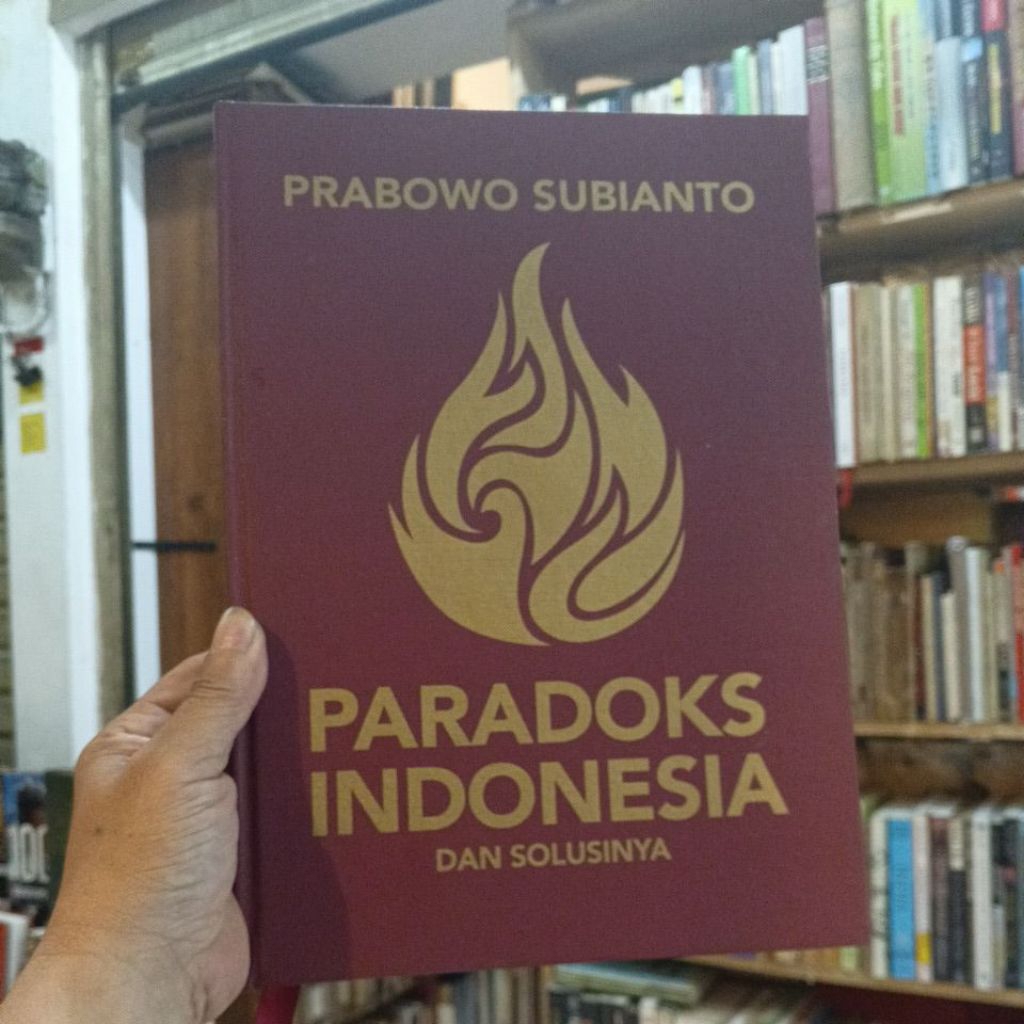 PRABOWO SUBIANTO
PARADOKS
INDONESIA
DAN SOLUSINYA